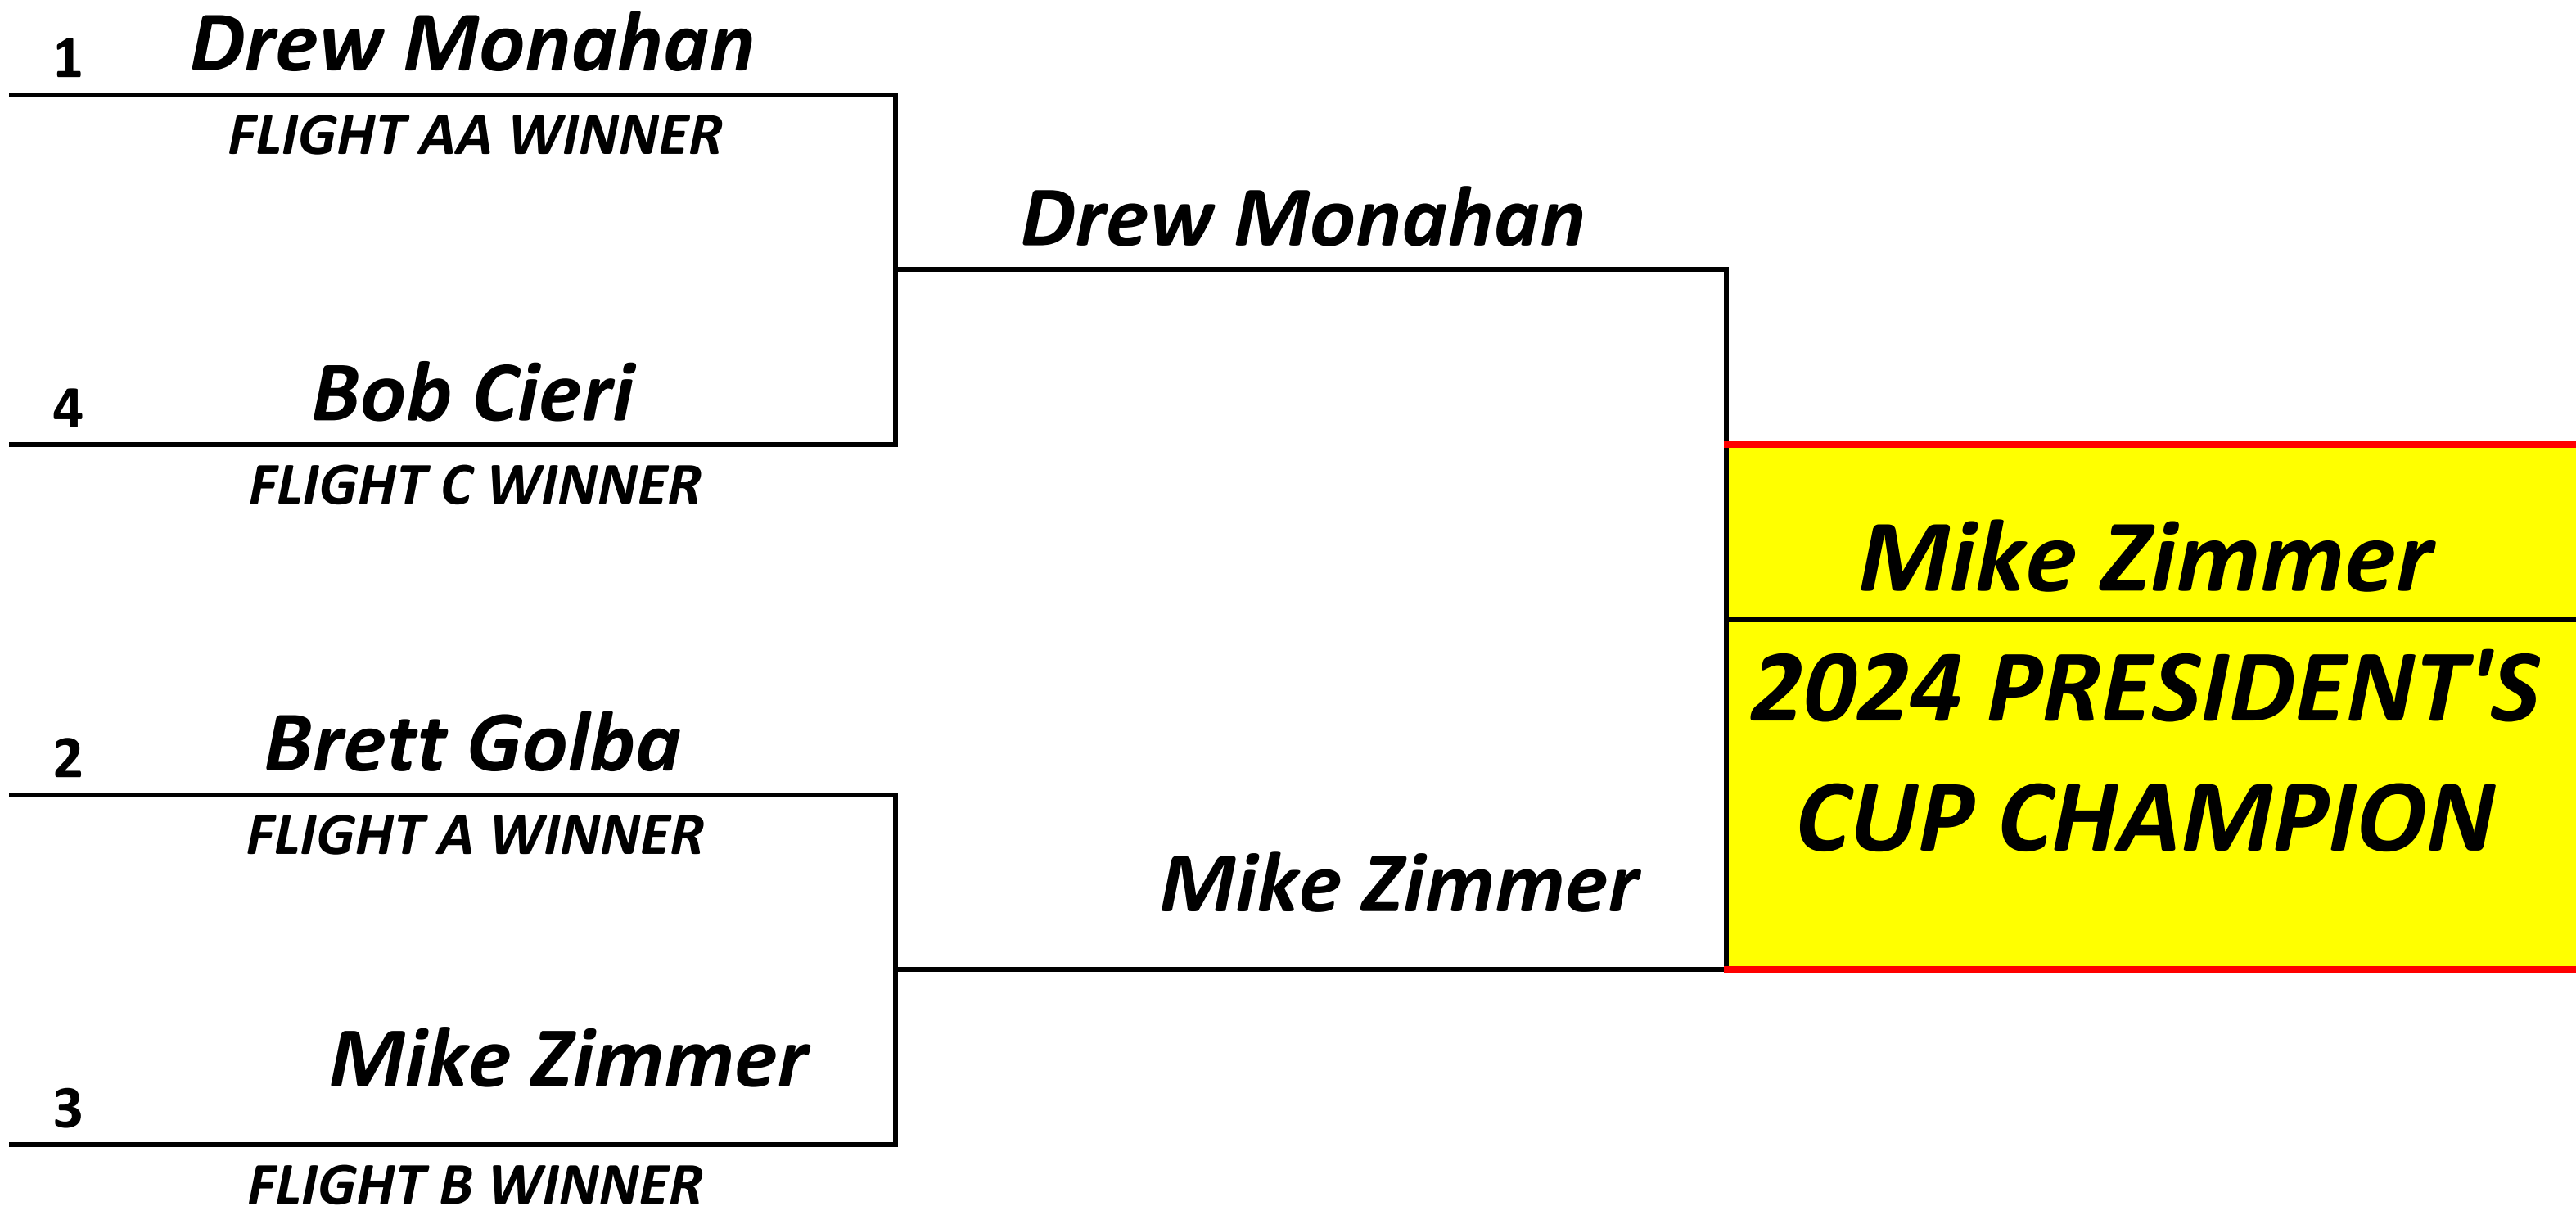 1 Drew Monahan
FLIGHT AA WINNER
Drew Monahan
4 Bob Cieri
FLIGHT C WINNER
Mike Zimmer
2024 PRESIDENT'S
CUP CHAMPION
2 Brett Golba
FLIGHT A WINNER
Mike Zimmer
3 Mike Zimmer
FLIGHT B WINNER